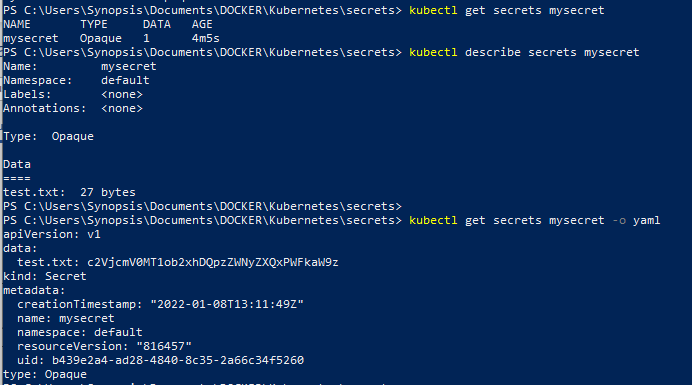 PS C:\Users\Synopsis\Documents\DOCKER\Kubernetes\secrets> kubectl get secrets mysecret
NAME TYPE DATA AGE
mysecret Opaque 1 4m5s
PS C:\Users\Synopsis\Documents\DOCKER\Kubernetes\secrets> kubectl describe secrets mysecret
Name: mysecret
Namespace: default
Labels: <none>
Annotations: <none>
Type: Opaque
Data
====
test.txt: 27 bytes
PS C:\Users\Synopsis\Documents\DOCKER\Kubernetes\secrets>
PS C:\Users\Synopsis\Documents\DOCKER\Kubernetes\secrets> kubectl get secrets mysecret -o yaml
apiVersion: v1
data:
test.txt: c2VjcmV0MT1ob2xhDQpzZWNyZXQxPWFkaW9z
kind: Secret
metadata:
creationTimestamp: "2022-01-08T13:11:49Z"
name: mysecret
namespace: default
resourceVersion: "816457"
uid: b439e2a4-ad28-4840-8c35-2a66c34f5260
type: Opaque